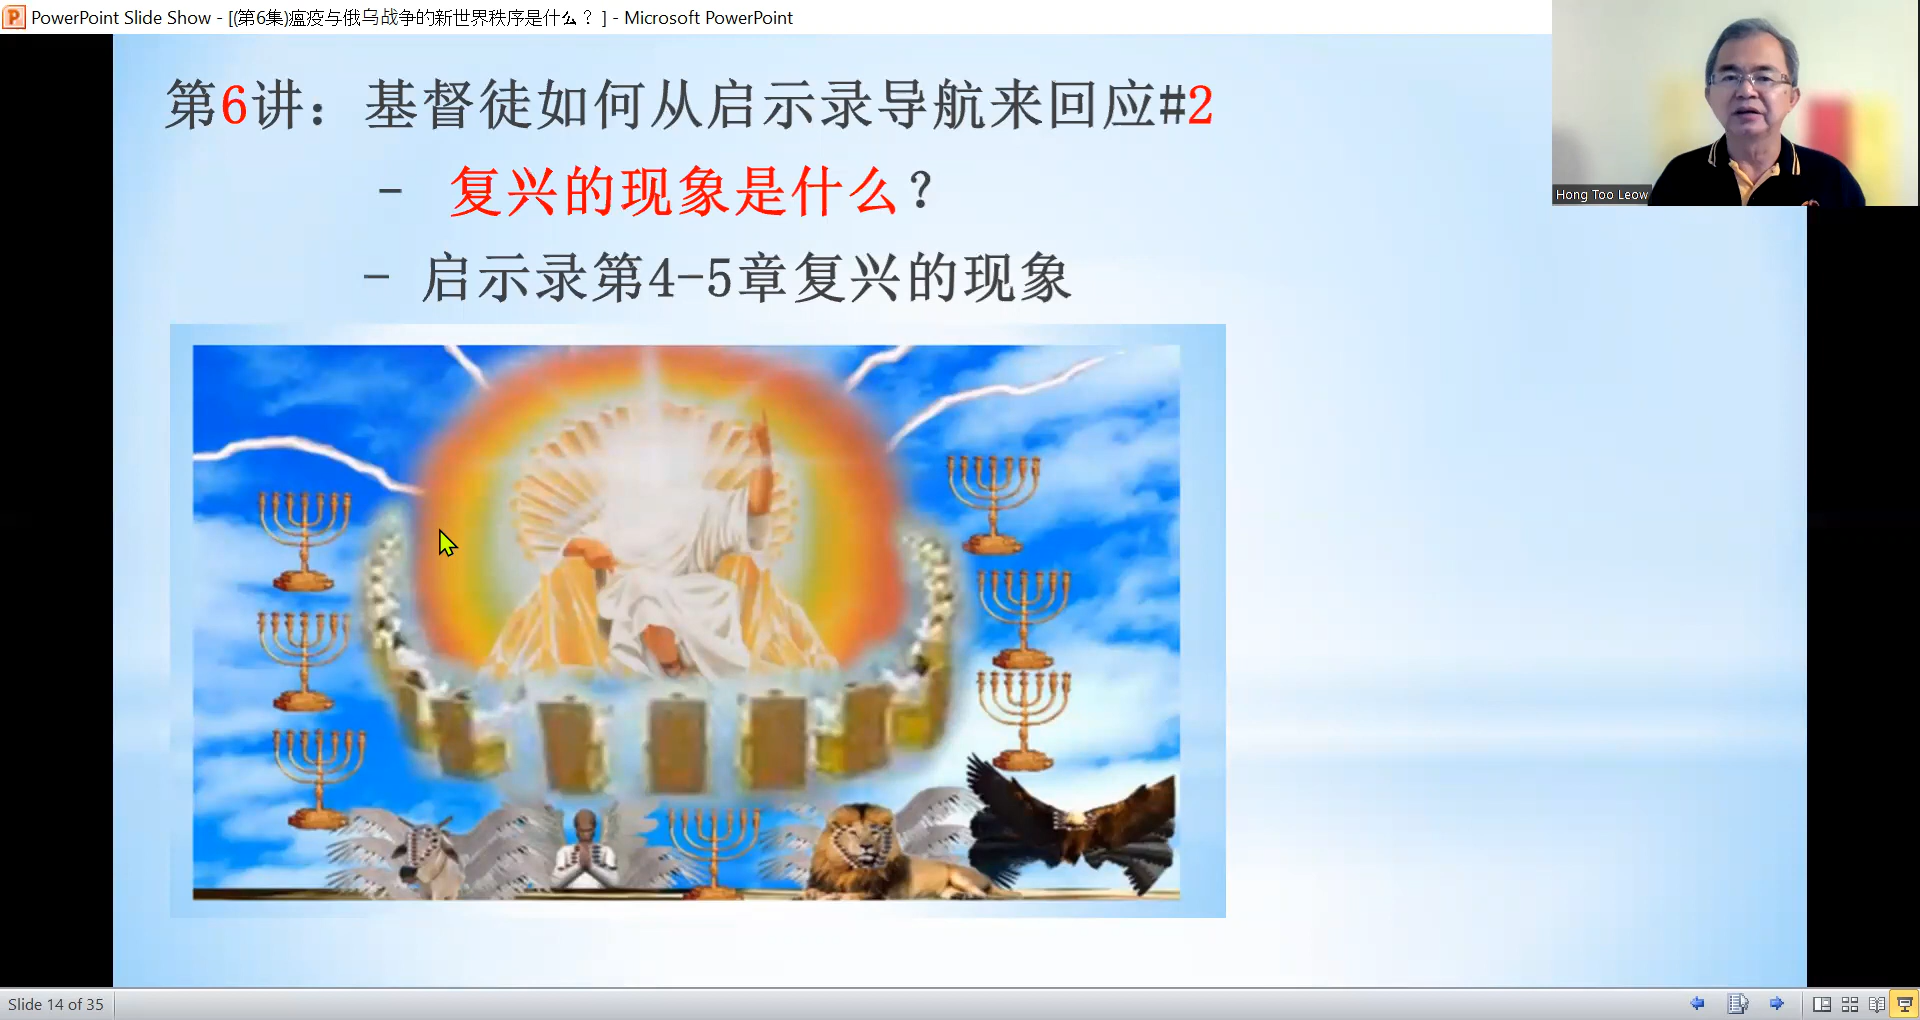 PowerPoint Slide Show - [(第6集)瘟疫与俄乌战争的新世界秩序是什么？ ] - Microsoft PowerPoint
第6讲：基督徒如何从启示录导航来回应#2
- 复兴的现象是什么？
- 启示录第4-5章复兴的现象
Hong Too Leow
Slide 14 of 35